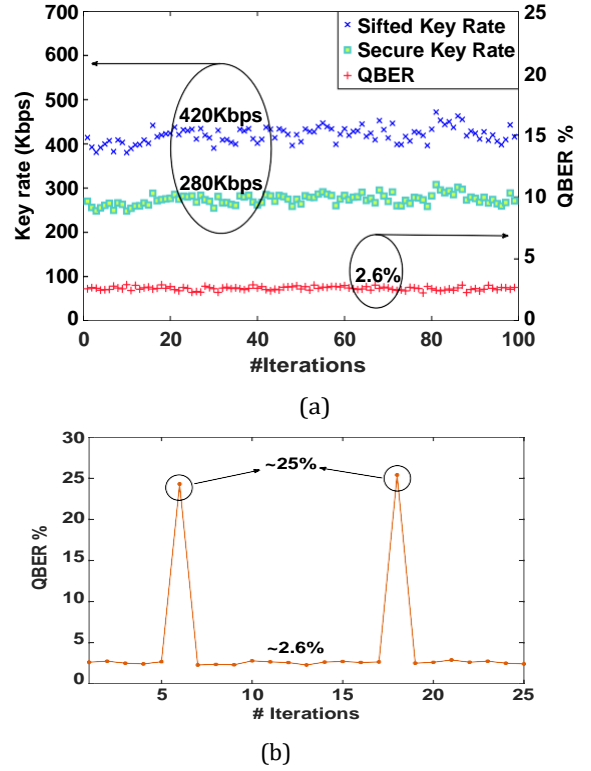 700
600
500
400
300
200
100
0
Key rate (Kbps)
25
20
15
10
5
0
QBER %
Sifted Key Rate
Secure Key Rate
QBER
420Kbps
280Kbps
2.6%
0 20 40 60 80 100
#Iterations
(a)
30
25
20
15
10
5
0
QBER %
~25%
~2.6%
5 10 15 20 25
# Iterations
(b)